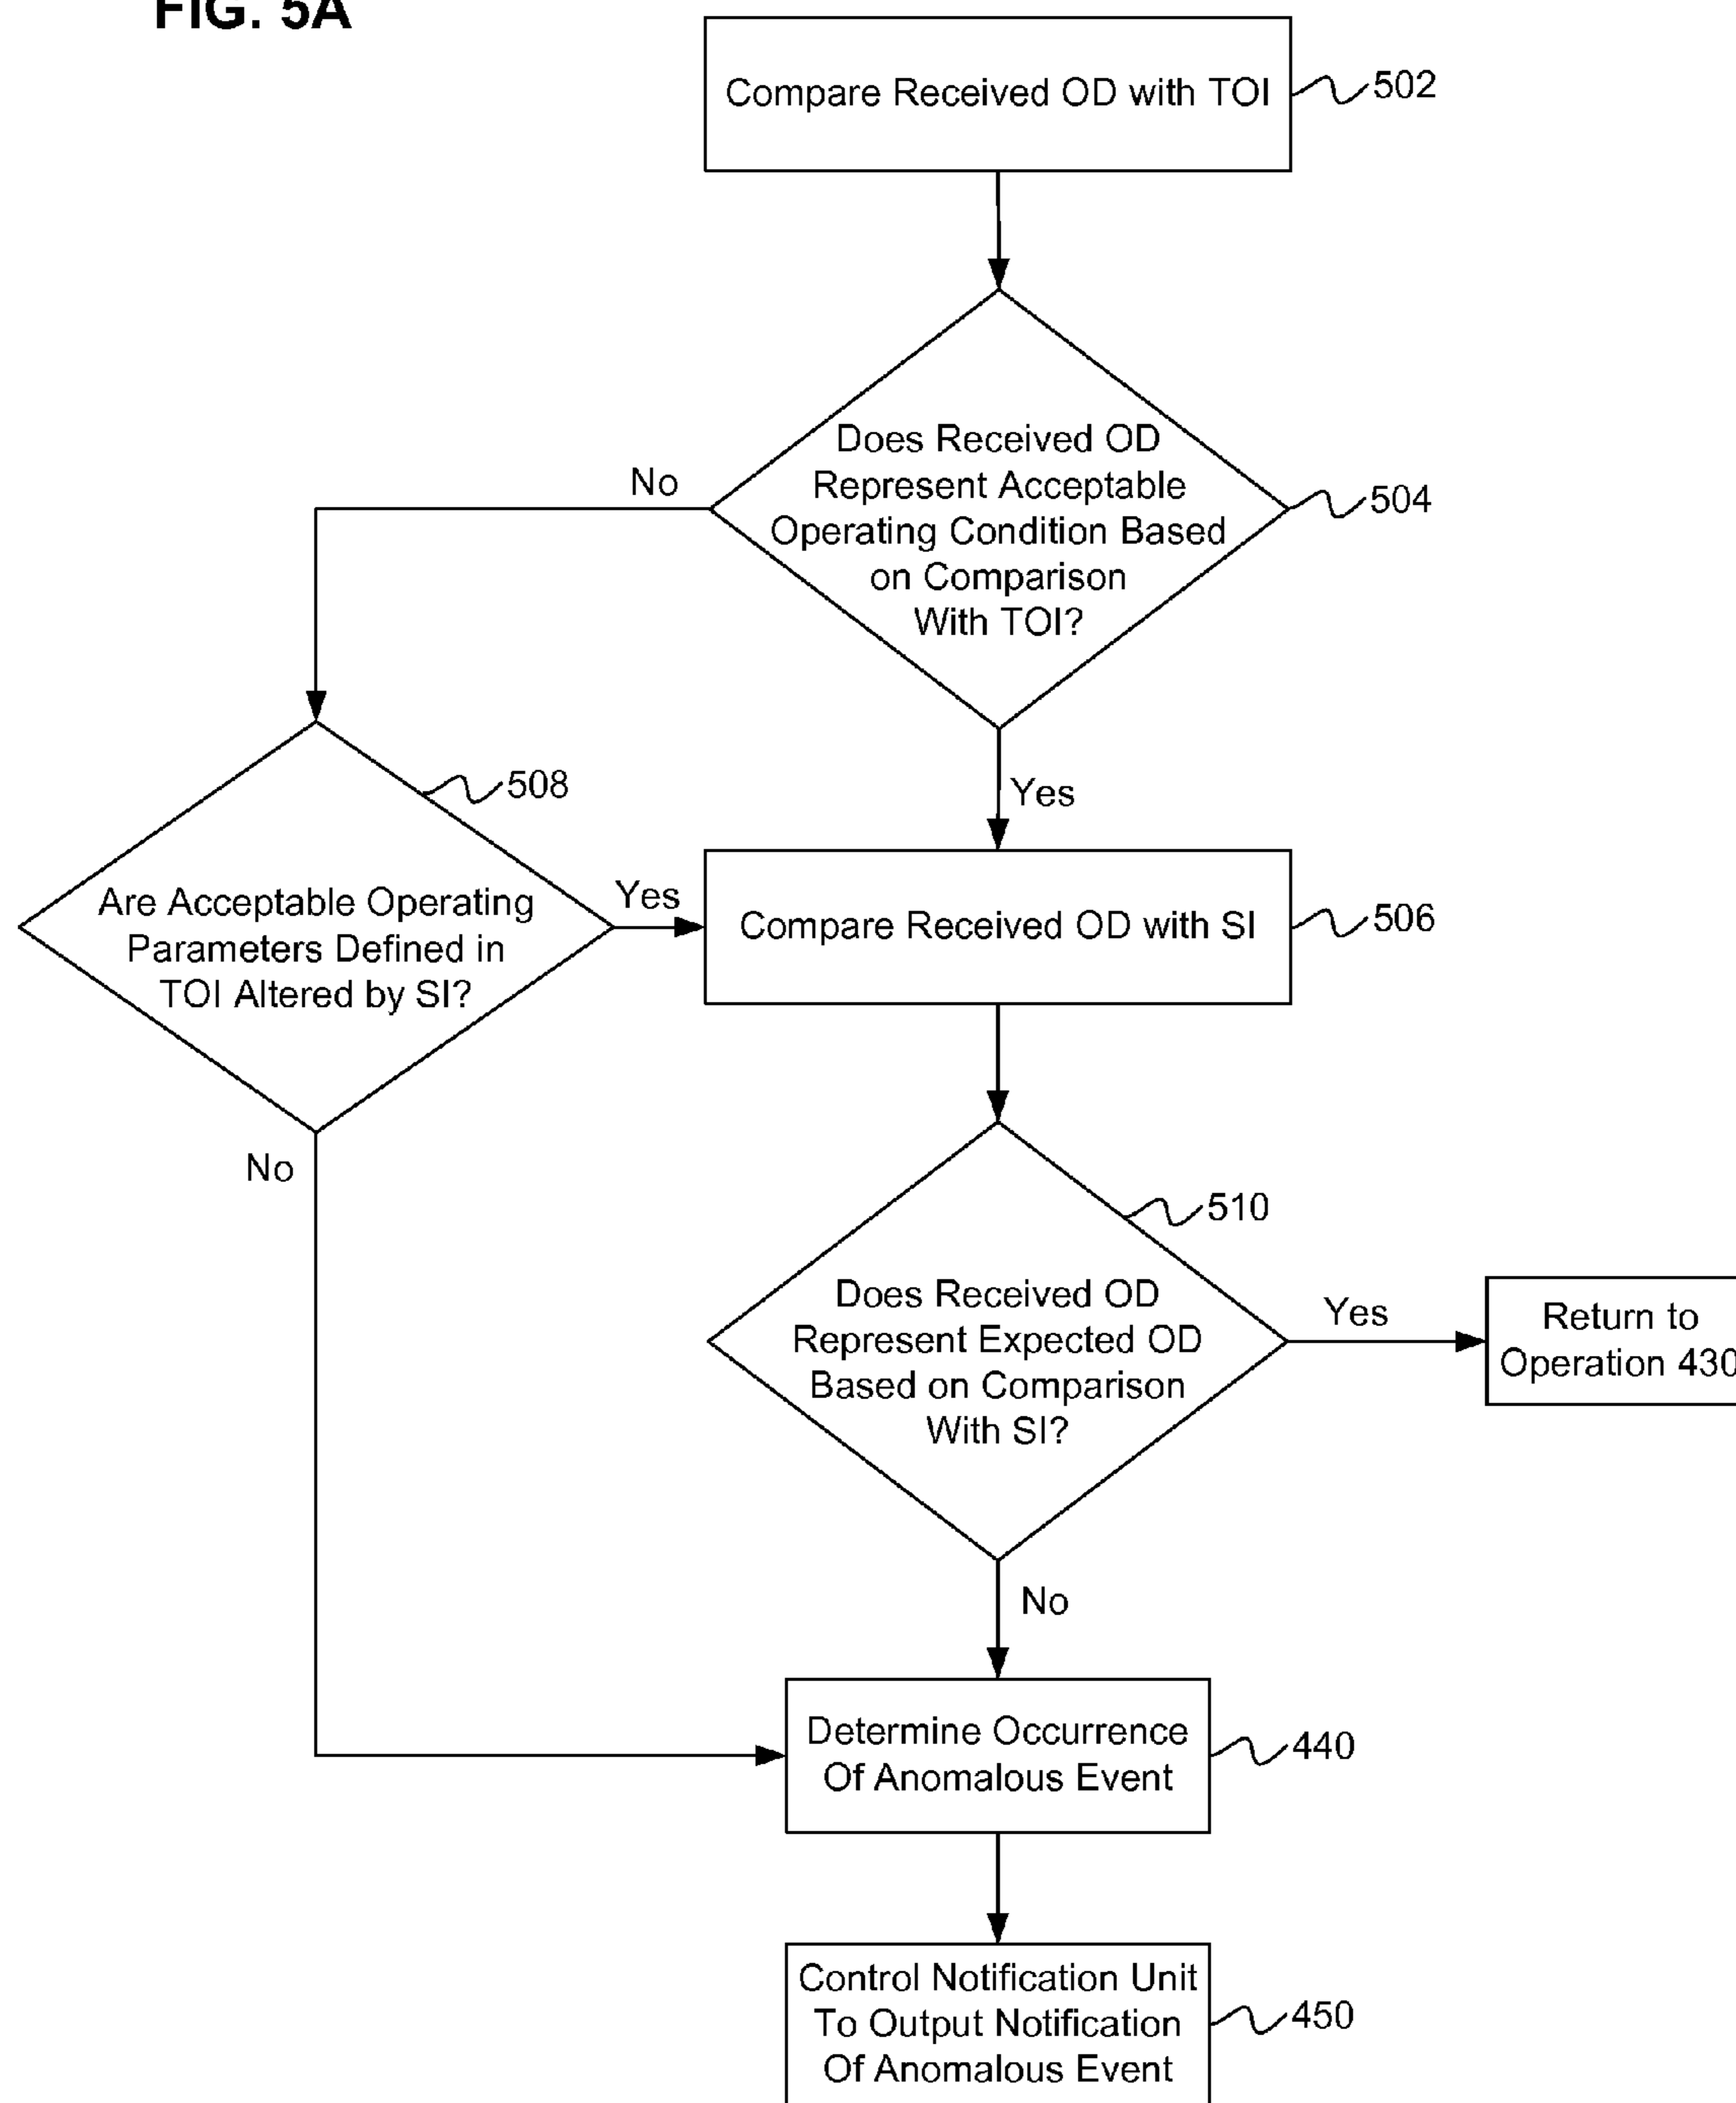 FIG. 5A
Compare Received OD with TOI
502
Does Received OD
Represent Acceptable
Operating Condition Based
on Comparison
With TOI?
504
No
Yes
508
Are Acceptable Operating
Parameters Defined in
TOI Altered by SI?
Yes
Compare Received OD with SI
506
No
510
Does Received OD
Represent Expected OD
Based on Comparison
With SI?
Yes
Return to
Operation 430
No
Determine Occurrence
Of Anomalous Event
440
Control Notification Unit
To Output Notification
Of Anomalous Event
450